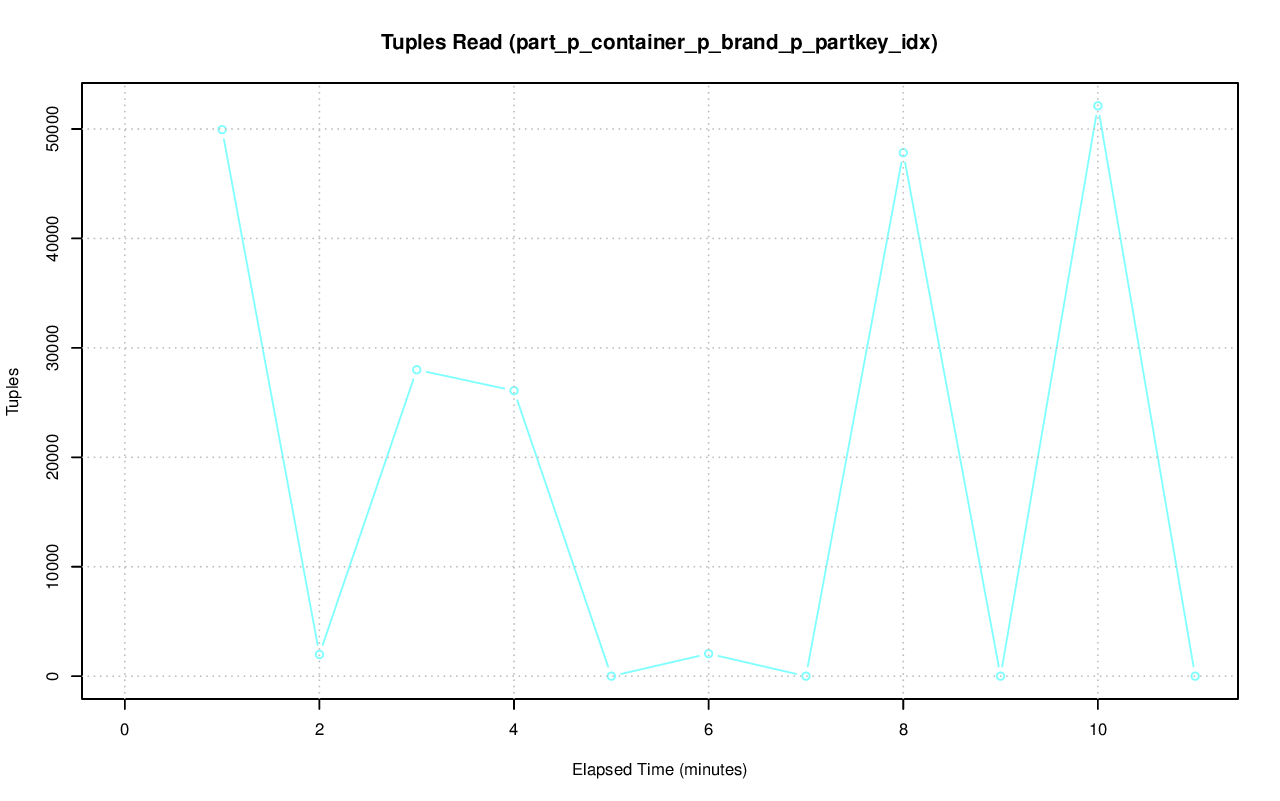 Tuples Read (part_p_container_p_brand_p_partkey_idx)
Tuples
50000
40000
30000
20000
10000
0
0 2 4 6 8 10
Elapsed Time (minutes)